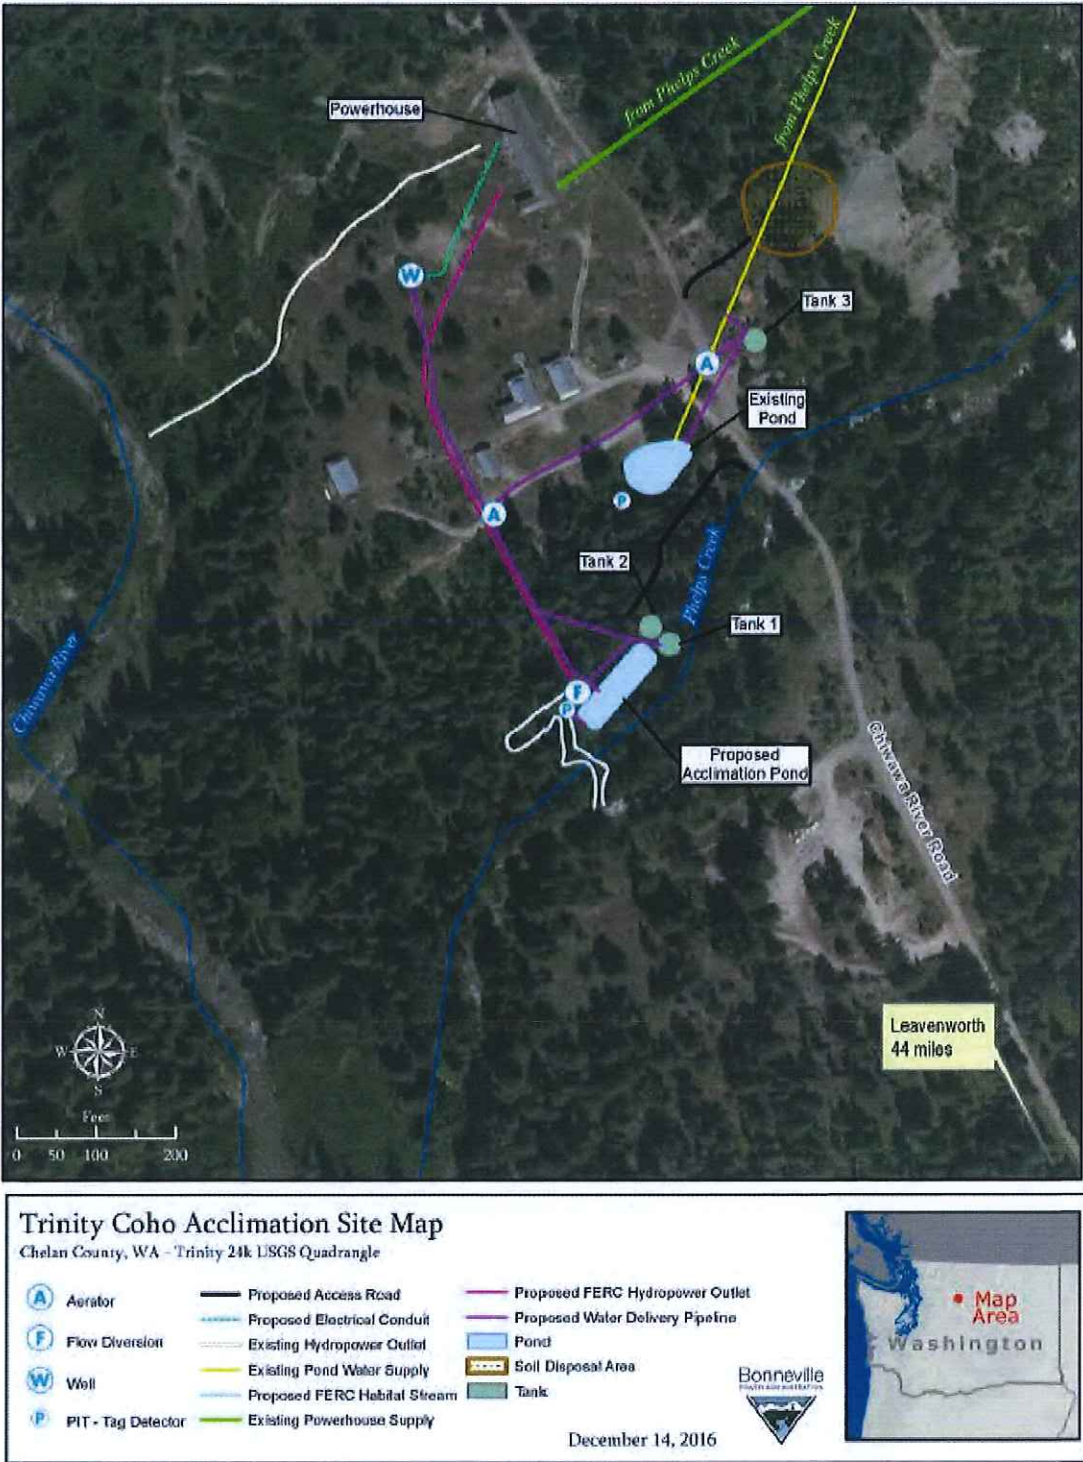 from Phelps Creek
from Phelps Creek
Powerhouse
W
Tank 3
A
Existing
Pond
P
A
Tank 2
Phelps Creek
Tank 1
Chiwawa River
F
P
Proposed
Acclimation Pond
Chiwawa River Road
Leavenworth
44 miles
N
W E
S
Feet
0 50 100 200
Trinity Coho Acclimation Site Map
Chelan County, WA - Trinity 24k USGS Quadrangle
A Aerator
F Flow Diversion
W Well
P PIT - Tag Detector
Proposed Access Road
Proposed Electrical Conduit
Existing Hydropower Outlet
Existing Pond Water Supply
Proposed FERC Habitat Stream
Existing Powerhouse Supply
Proposed FERC Hydropower Outlet
Proposed Water Delivery Pipeline
Pond
Soil Disposal Area
Tank
Bonneville
POWER ADMINISTRATION
December 14, 2016
Map
Area
Washington